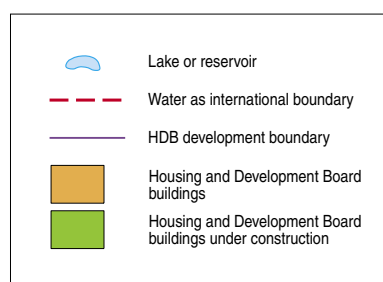 Lake or reservoir
Water as international boundary
HDB development boundary
Housing and Development Board
buildings
Housing and Development Board
buildings under construction